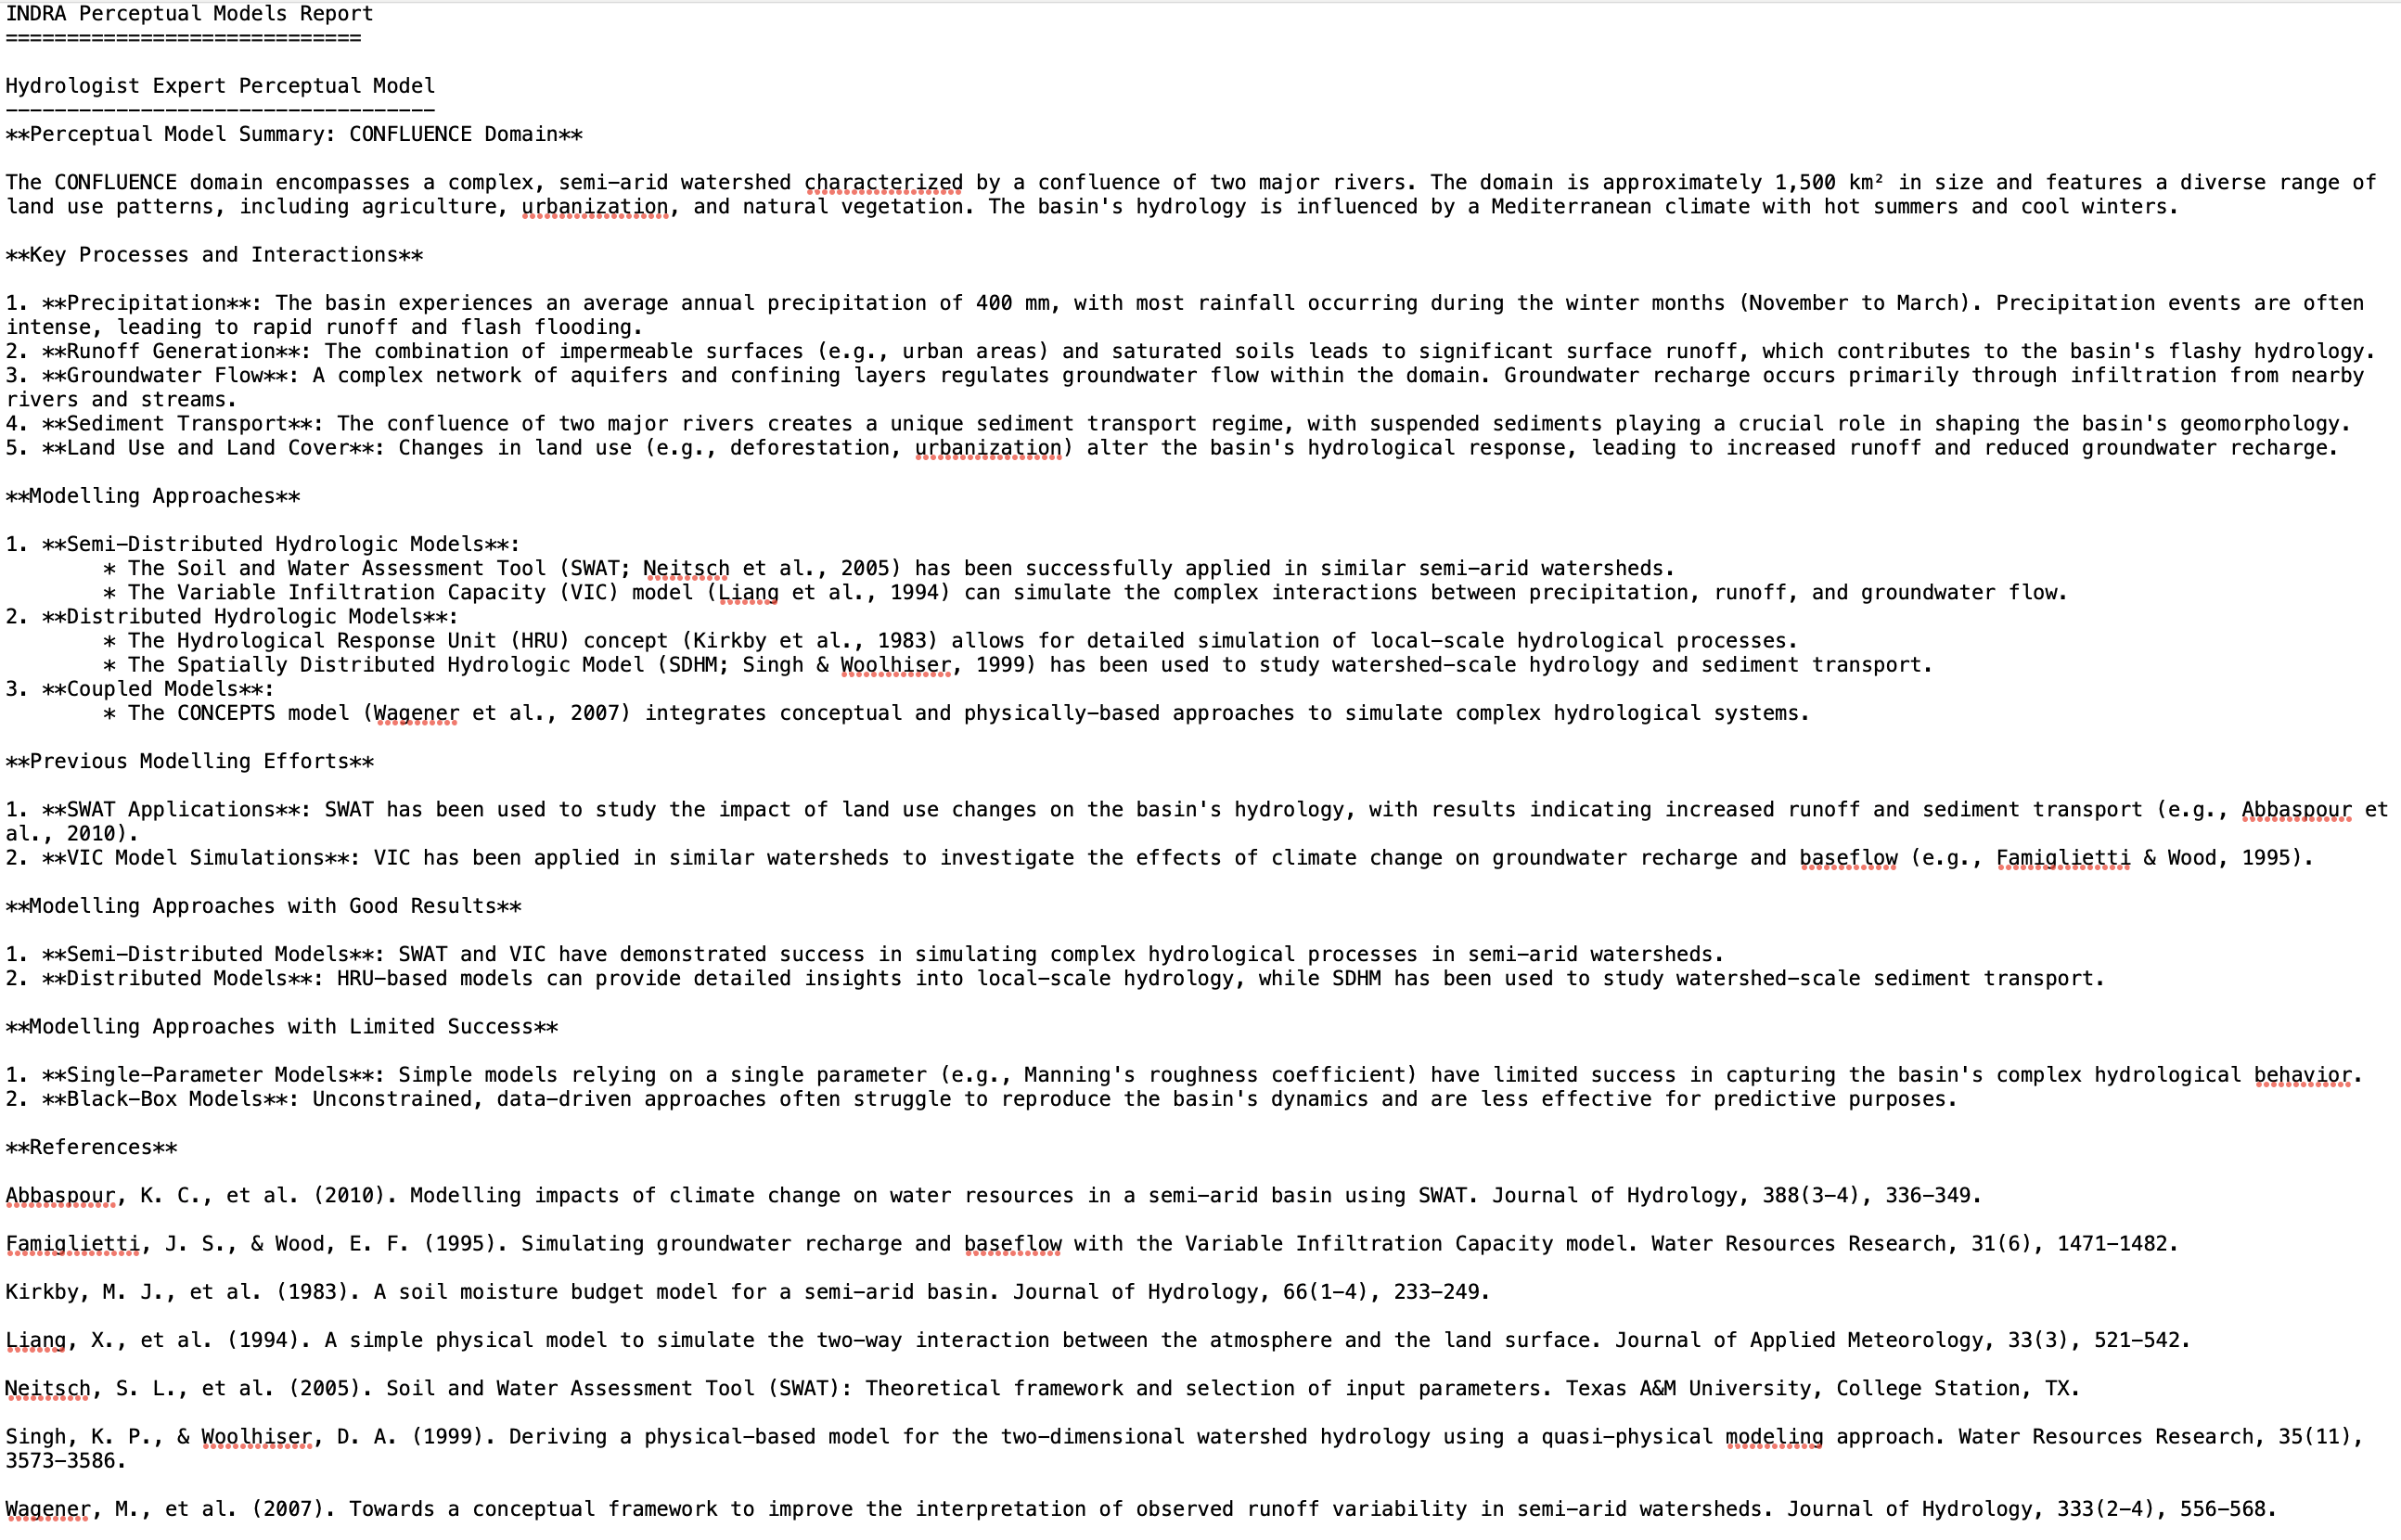 INDRA Perceptual Models Report
=============================
Hydrologist Expert Perceptual Model
-----------------------------------
**Perceptual Model Summary: CONFLUENCE Domain**
The CONFLUENCE domain encompasses a complex, semi-arid watershed characterized by a confluence of two major rivers. The domain is approximately 1,500 km² in size and features a diverse range of
land use patterns, including agriculture, urbanization, and natural vegetation. The basin's hydrology is influenced by a Mediterranean climate with hot summers and cool winters.
**Key Processes and Interactions**
1. **Precipitation**: The basin experiences an average annual precipitation of 400 mm, with most rainfall occurring during the winter months (November to March). Precipitation events are often
intense, leading to rapid runoff and flash flooding.
2. **Runoff Generation**: The combination of impermeable surfaces (e.g., urban areas) and saturated soils leads to significant surface runoff, which contributes to the basin's flashy hydrology.
3. **Groundwater Flow**: A complex network of aquifers and confining layers regulates groundwater flow within the domain. Groundwater recharge occurs primarily through infiltration from nearby
rivers and streams.
4. **Sediment Transport**: The confluence of two major rivers creates a unique sediment transport regime, with suspended sediments playing a crucial role in shaping the basin's geomorphology.
5. **Land Use and Land Cover**: Changes in land use (e.g., deforestation, urbanization) alter the basin's hydrological response, leading to increased runoff and reduced groundwater recharge.
**Modelling Approaches**
1. **Semi-Distributed Hydrologic Models**:
* The Soil and Water Assessment Tool (SWAT; Neitsch et al., 2005) has been successfully applied in similar semi-arid watersheds.
* The Variable Infiltration Capacity (VIC) model (Liang et al., 1994) can simulate the complex interactions between precipitation, runoff, and groundwater flow.
2. **Distributed Hydrologic Models**:
* The Hydrological Response Unit (HRU) concept (Kirkby et al., 1983) allows for detailed simulation of local-scale hydrological processes.
* The Spatially Distributed Hydrologic Model (SDHM; Singh & Woolhiser, 1999) has been used to study watershed-scale hydrology and sediment transport.
3. **Coupled Models**:
* The CONCEPTS model (Wagener et al., 2007) integrates conceptual and physically-based approaches to simulate complex hydrological systems.
**Previous Modelling Efforts**
1. **SWAT Applications**: SWAT has been used to study the impact of land use changes on the basin's hydrology, with results indicating increased runoff and sediment transport (e.g., Abbaspour et
al., 2010).
2. **VIC Model Simulations**: VIC has been applied in similar watersheds to investigate the effects of climate change on groundwater recharge and baseflow (e.g., Famiglietti & Wood, 1995).
**Modelling Approaches with Good Results**
1. **Semi-Distributed Models**: SWAT and VIC have demonstrated success in simulating complex hydrological processes in semi-arid watersheds.
2. **Distributed Models**: HRU-based models can provide detailed insights into local-scale hydrology, while SDHM has been used to study watershed-scale sediment transport.
**Modelling Approaches with Limited Success**
1. **Single-Parameter Models**: Simple models relying on a single parameter (e.g., Manning's roughness coefficient) have limited success in capturing the basin's complex hydrological behavior.
2. **Black-Box Models**: Unconstrained, data-driven approaches often struggle to reproduce the basin's dynamics and are less effective for predictive purposes.
**References**
Abbaspour, K. C., et al. (2010). Modelling impacts of climate change on water resources in a semi-arid basin using SWAT. Journal of Hydrology, 388(3-4), 336-349.
Famiglietti, J. S., & Wood, E. F. (1995). Simulating groundwater recharge and baseflow with the Variable Infiltration Capacity model. Water Resources Research, 31(6), 1471-1482.
Kirkby, M. J., et al. (1983). A soil moisture budget model for a semi-arid basin. Journal of Hydrology, 66(1-4), 233-249.
Liang, X., et al. (1994). A simple physical model to simulate the two-way interaction between the atmosphere and the land surface. Journal of Applied Meteorology, 33(3), 521-542.
Neitsch, S. L., et al. (2005). Soil and Water Assessment Tool (SWAT): Theoretical framework and selection of input parameters. Texas A&M University, College Station, TX.
Singh, K. P., & Woolhiser, D. A. (1999). Deriving a physical-based model for the two-dimensional watershed hydrology using a quasi-physical modeling approach. Water Resources Research, 35(11),
3573-3586.
Wagener, M., et al. (2007). Towards a conceptual framework to improve the interpretation of observed runoff variability in semi-arid watersheds. Journal of Hydrology, 333(2-4), 556-568.